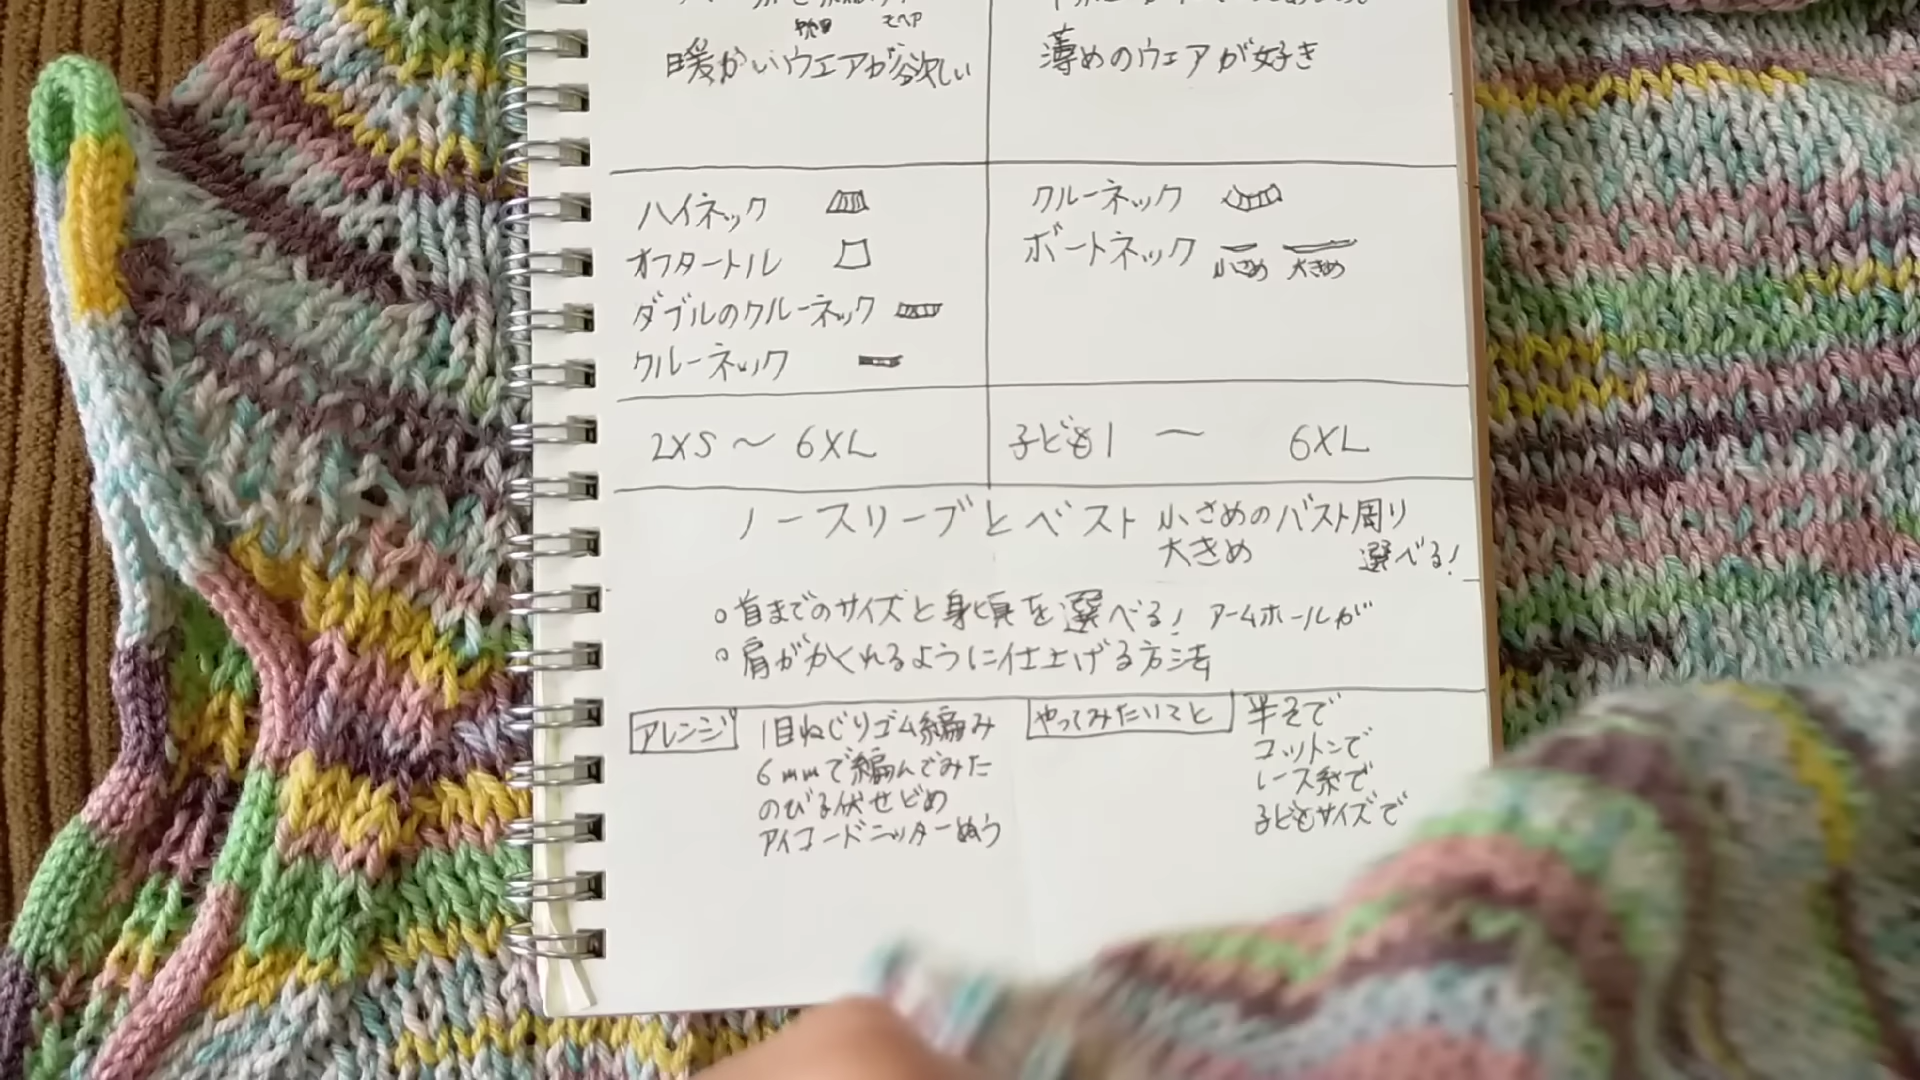 モヘア
暖かいウエアが欲しい
薄めのウエアが好き
ハイネック
オフタートル
ダブルのクルーネック
クルーネック
クルーネック
ボートネック 小さめ 大きめ
2XS 〜 6XL
子ども1 〜 6XL
ノースリーブとベスト 小さめのバスト周り
大きめ 選べる!
○首までのサイズと身頃を選べる! アームホールが
○肩がかくれるように仕上げる方法
アレンジ 1目ねじりゴム編み
6mmで編んでみた
のびる伏せどめ
アイコードニッターぬう
やってみたいこと 半そで
コットンで
レース糸で
子どもサイズで